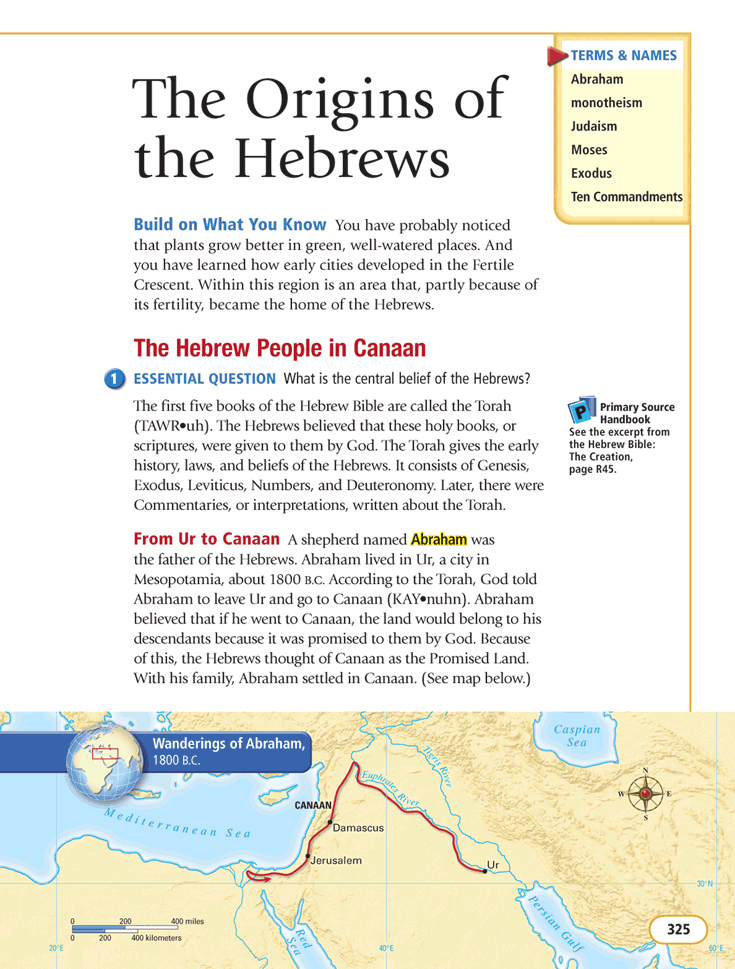 The Origins of
the Hebrews
TERMS & NAMES
Abraham
monotheism
Judaism
Moses
Exodus
Ten Commandments
Build on What You Know You have probably noticed
that plants grow better in green, well-watered places. And
you have learned how early cities developed in the Fertile
Crescent. Within this region is an area that, partly because of
its fertility, became the home of the Hebrews.
The Hebrew People in Canaan
1 ESSENTIAL QUESTION What is the central belief of the Hebrews?
The first five books of the Hebrew Bible are called the Torah
(TAWR•uh). The Hebrews believed that these holy books, or
scriptures, were given to them by God. The Torah gives the early
history, laws, and beliefs of the Hebrews. It consists of Genesis,
Exodus, Leviticus, Numbers, and Deuteronomy. Later, there were
Commentaries, or interpretations, written about the Torah.
P Primary Source
Handbook
See the excerpt from
the Hebrew Bible:
The Creation,
page R45.
From Ur to Canaan A shepherd named Abraham was
the father of the Hebrews. Abraham lived in Ur, a city in
Mesopotamia, about 1800 B.C. According to the Torah, God told
Abraham to leave Ur and go to Canaan (KAY•nuhn). Abraham
believed that if he went to Canaan, the land would belong to his
descendants because it was promised to them by God. Because
of this, the Hebrews thought of Canaan as the Promised Land.
With his family, Abraham settled in Canaan. (See map below.)
Wanderings of Abraham,
1800 B.C.
Caspian
Sea
Tigris River
Euphrates River
N
W E
S
CANAAN
Mediterranean Sea
Damascus
Jerusalem
Ur
30°N
Persian Gulf
Red
Sea
0 200 400 miles
0 200 400 kilometers
20°E
40°E
60°E
325